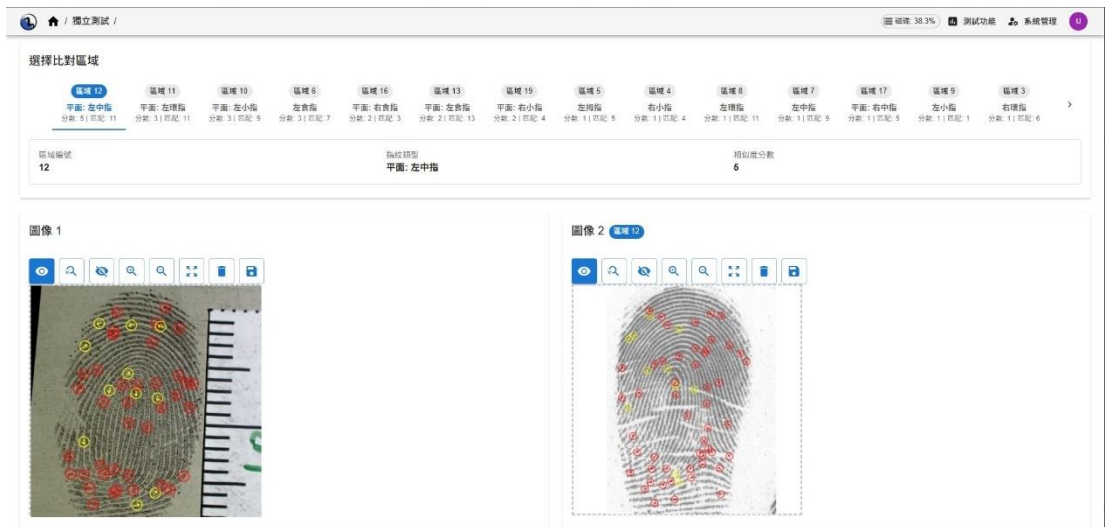 / 獨立測試 /
磁碟: 38.3%
測試功能
系統管理
U
選擇比對區域
區域 12
平面: 左中指
分數: 5 | 匹配: 11
區域 11
平面: 左環指
分數: 3 | 匹配: 11
區域 10
平面: 左小指
分數: 3 | 匹配: 9
區域 6
左食指
分數: 3 | 匹配: 7
區域 16
平面: 右食指
分數: 2 | 匹配: 3
區域 13
平面: 左食指
分數: 2 | 匹配: 13
區域 19
平面: 右小指
分數: 2 | 匹配: 4
區域 5
左拇指
分數: 1 | 匹配: 5
區域 4
右小指
分數: 1 | 匹配: 4
區域 8
左環指
分數: 1 | 匹配: 11
區域 7
左中指
分數: 1 | 匹配: 9
區域 17
平面: 右中指
分數: 1 | 匹配: 5
區域 9
左小指
分數: 1 | 匹配: 1
區域 3
右環指
分數: 1 | 匹配: 6
區域編號
12
指紋類型
平面: 左中指
相似度分數
5
圖像 1
圖像 2 區域 12